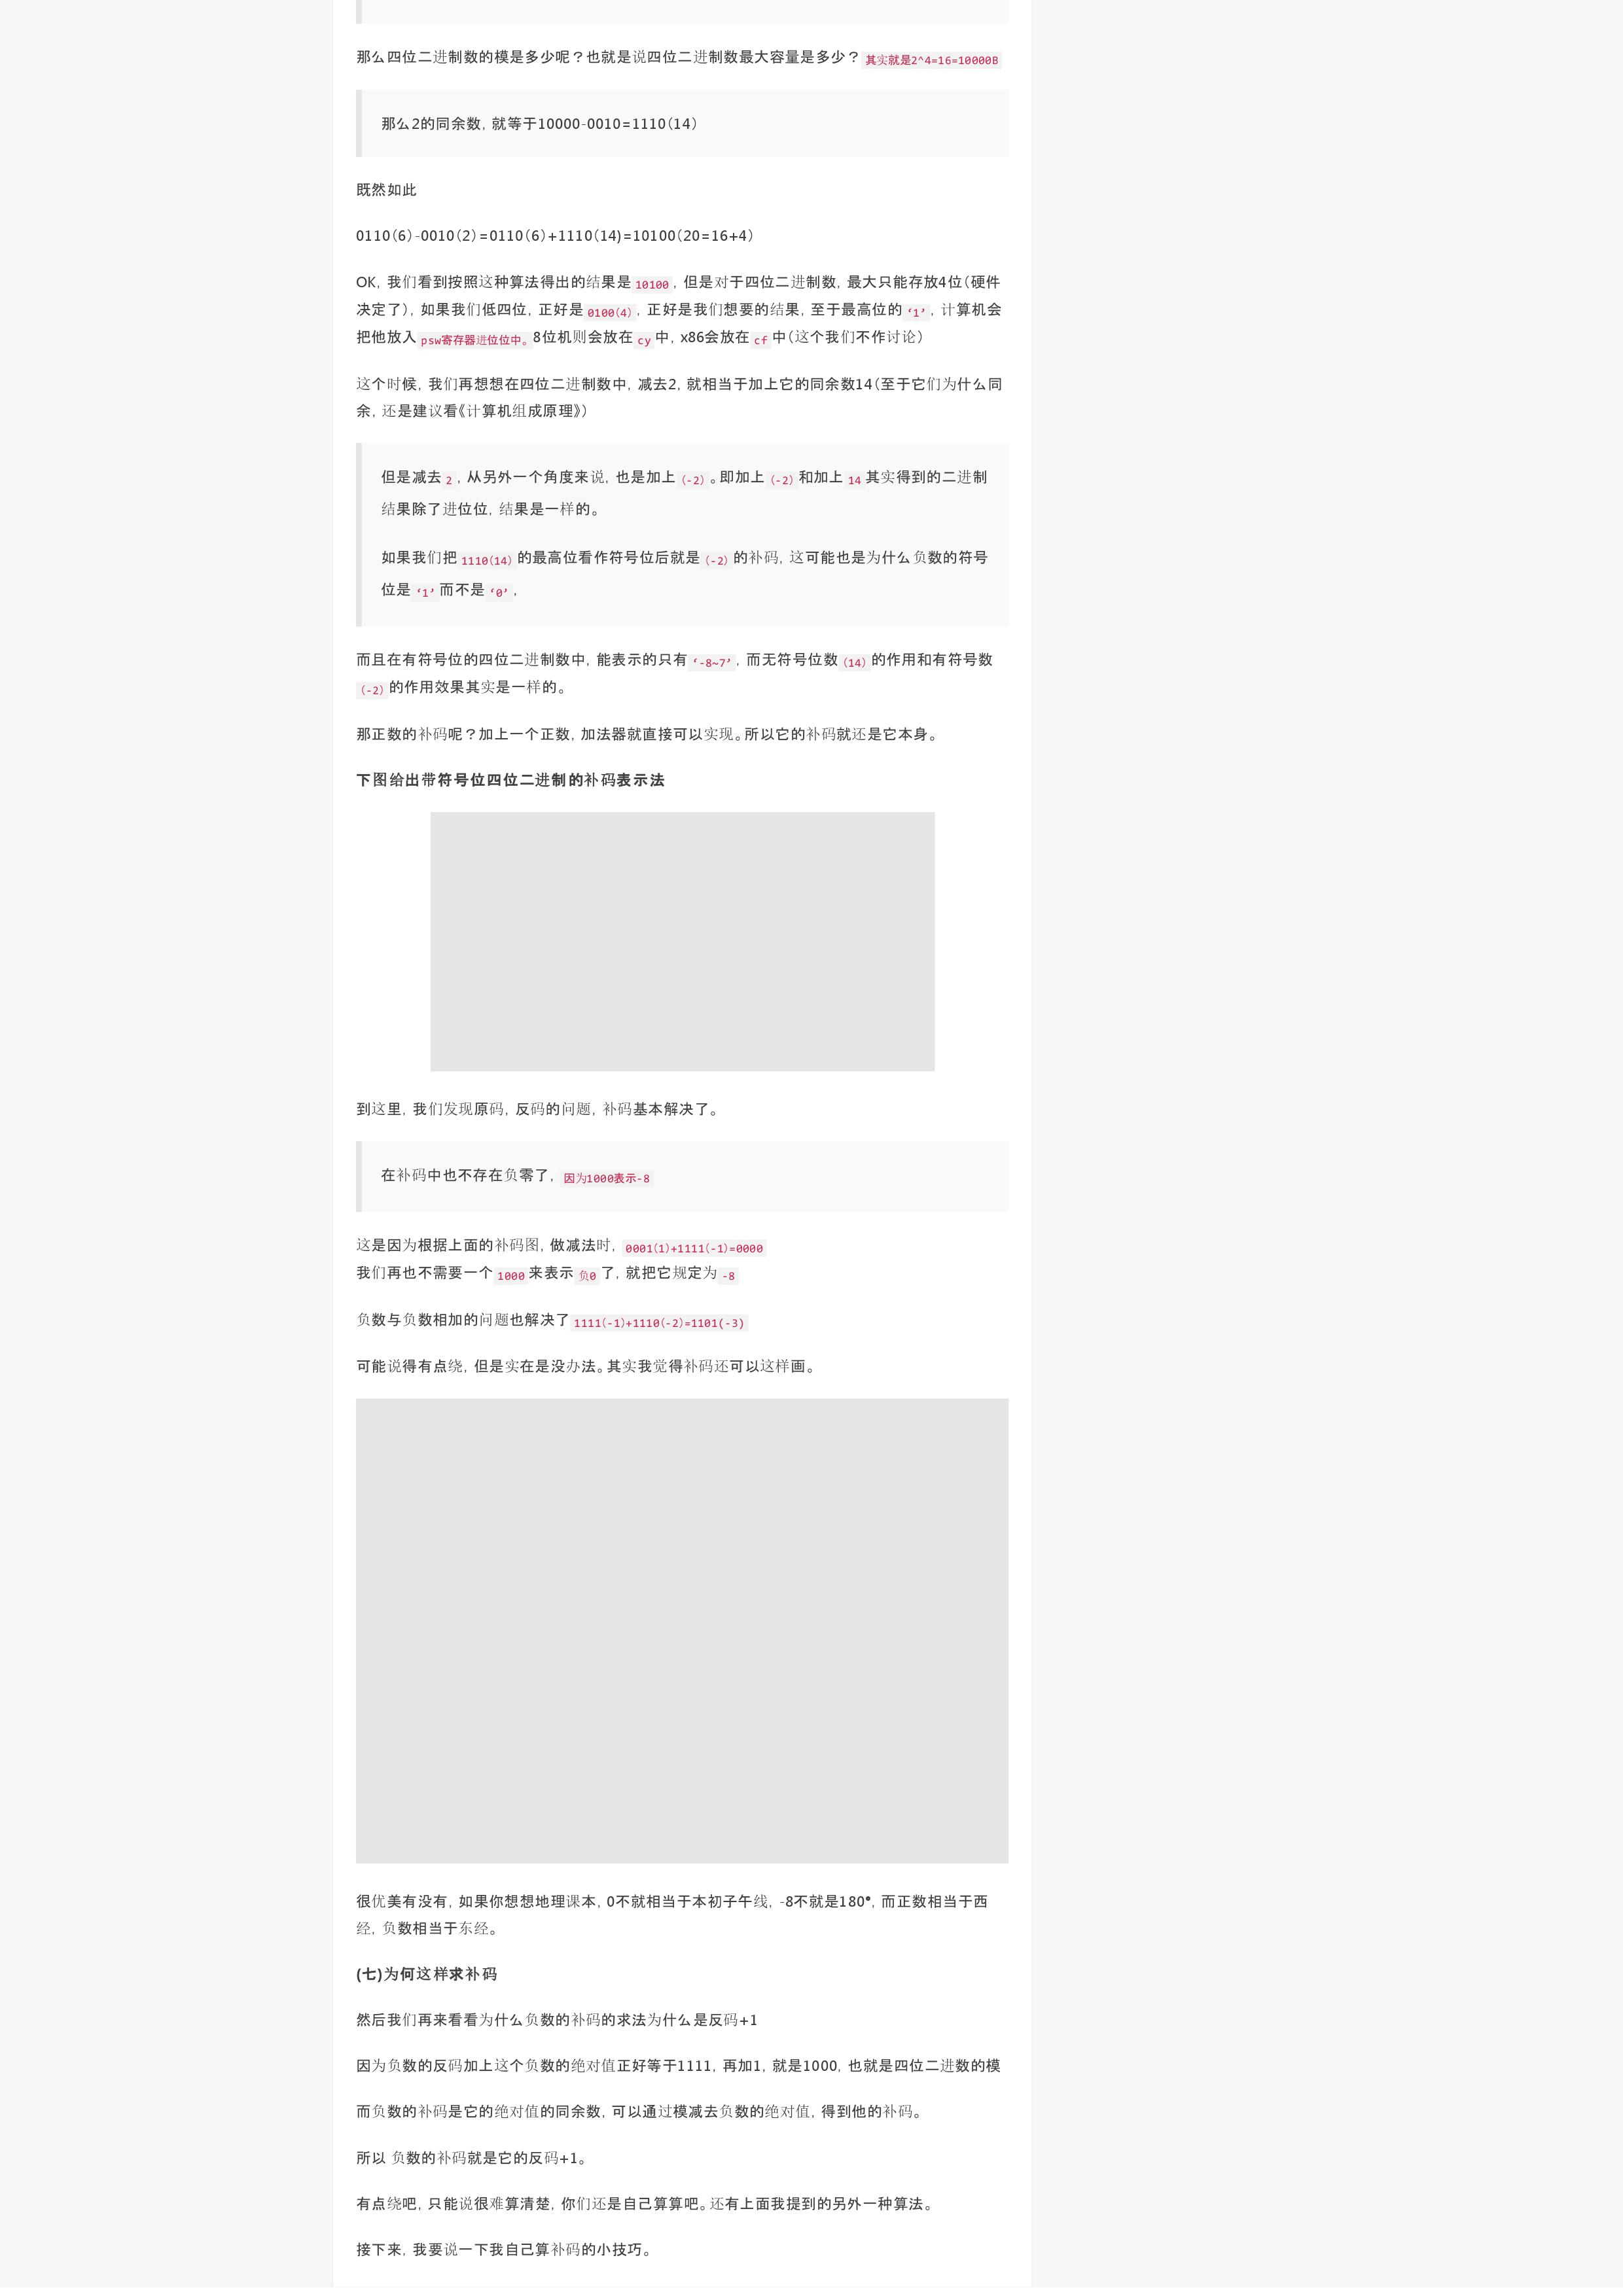 那么四位二进制数的模是多少呢？也就是说四位二进制数最大容量是多少？其实就是2^4=16=10000B
那么2的同余数，就等于10000-0010=1110（14）
既然如此
0110（6）-0010（2）=0110（6）+1110（14)=10100（20=16+4）
OK，我们看到按照这种算法得出的结果是10100，但是对于四位二进制数，最大只能存放4位（硬件
决定了），如果我们低四位，正好是0100（4），正好是我们想要的结果，至于最高位的‘1’，计算机会
把他放入psw寄存器进位位中。8位机则会放在cy中，x86会放在cf中（这个我们不作讨论）
这个时候，我们再想想在四位二进制数中，减去2，就相当于加上它的同余数14（至于它们为什么同
余，还是建议看《计算机组成原理》）
但是减去2，从另外一个角度来说，也是加上（-2）。即加上（-2）和加上14其实得到的二进制
结果除了进位位，结果是一样的。
如果我们把1110（14）的最高位看作符号位后就是（-2）的补码，这可能也是为什么负数的符号
位是‘1’而不是‘0’，
而且在有符号位的四位二进制数中，能表示的只有‘-8~7’，而无符号位数（14）的作用和有符号数
（-2）的作用效果其实是一样的。
那正数的补码呢？加上一个正数，加法器就直接可以实现。所以它的补码就还是它本身。
下图给出带符号位四位二进制的补码表示法
到这里，我们发现原码，反码的问题，补码基本解决了。
在补码中也不存在负零了，因为1000表示-8
这是因为根据上面的补码图，做减法时，0001（1）+1111（-1）=0000
我们再也不需要一个1000来表示负0了，就把它规定为-8
负数与负数相加的问题也解决了1111（-1）+1110（-2）=1101(-3)
可能说得有点绕，但是实在是没办法。其实我觉得补码还可以这样画。
很优美有没有，如果你想想地理课本，0不就相当于本初子午线，-8不就是180°，而正数相当于西
经，负数相当于东经。
(七)为何这样求补码
然后我们再来看看为什么负数的补码的求法为什么是反码+1
因为负数的反码加上这个负数的绝对值正好等于1111，再加1，就是1000，也就是四位二进数的模
而负数的补码是它的绝对值的同余数，可以通过模减去负数的绝对值，得到他的补码。
所以 负数的补码就是它的反码+1。
有点绕吧，只能说很难算清楚，你们还是自己算算吧。还有上面我提到的另外一种算法。
接下来，我要说一下我自己算补码的小技巧。